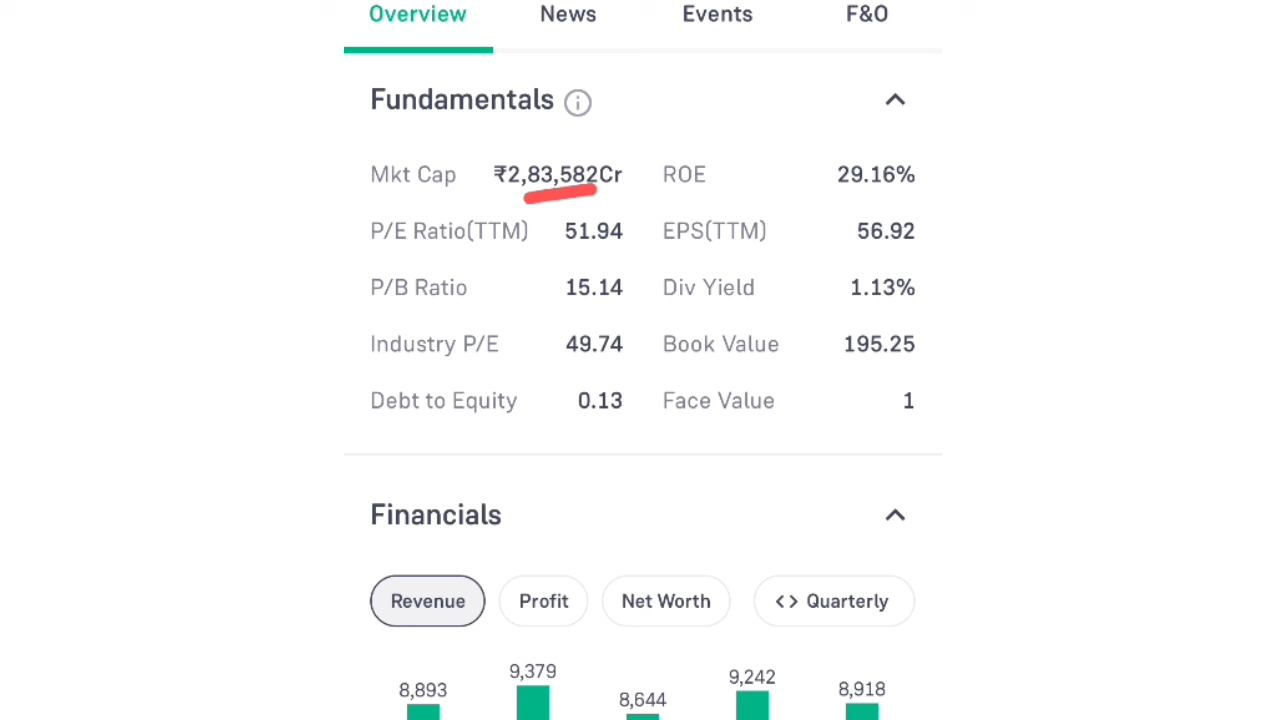 Overview News Events F&O
Fundamentals
Mkt Cap ₹2,83,582Cr ROE 29.16%
P/E Ratio(TTM) 51.94 EPS(TTM) 56.92
P/B Ratio 15.14 Div Yield 1.13%
Industry P/E 49.74 Book Value 195.25
Debt to Equity 0.13 Face Value 1
Financials
Revenue Profit Net Worth <> Quarterly
8,893 9,379 8,644 9,242 8,918